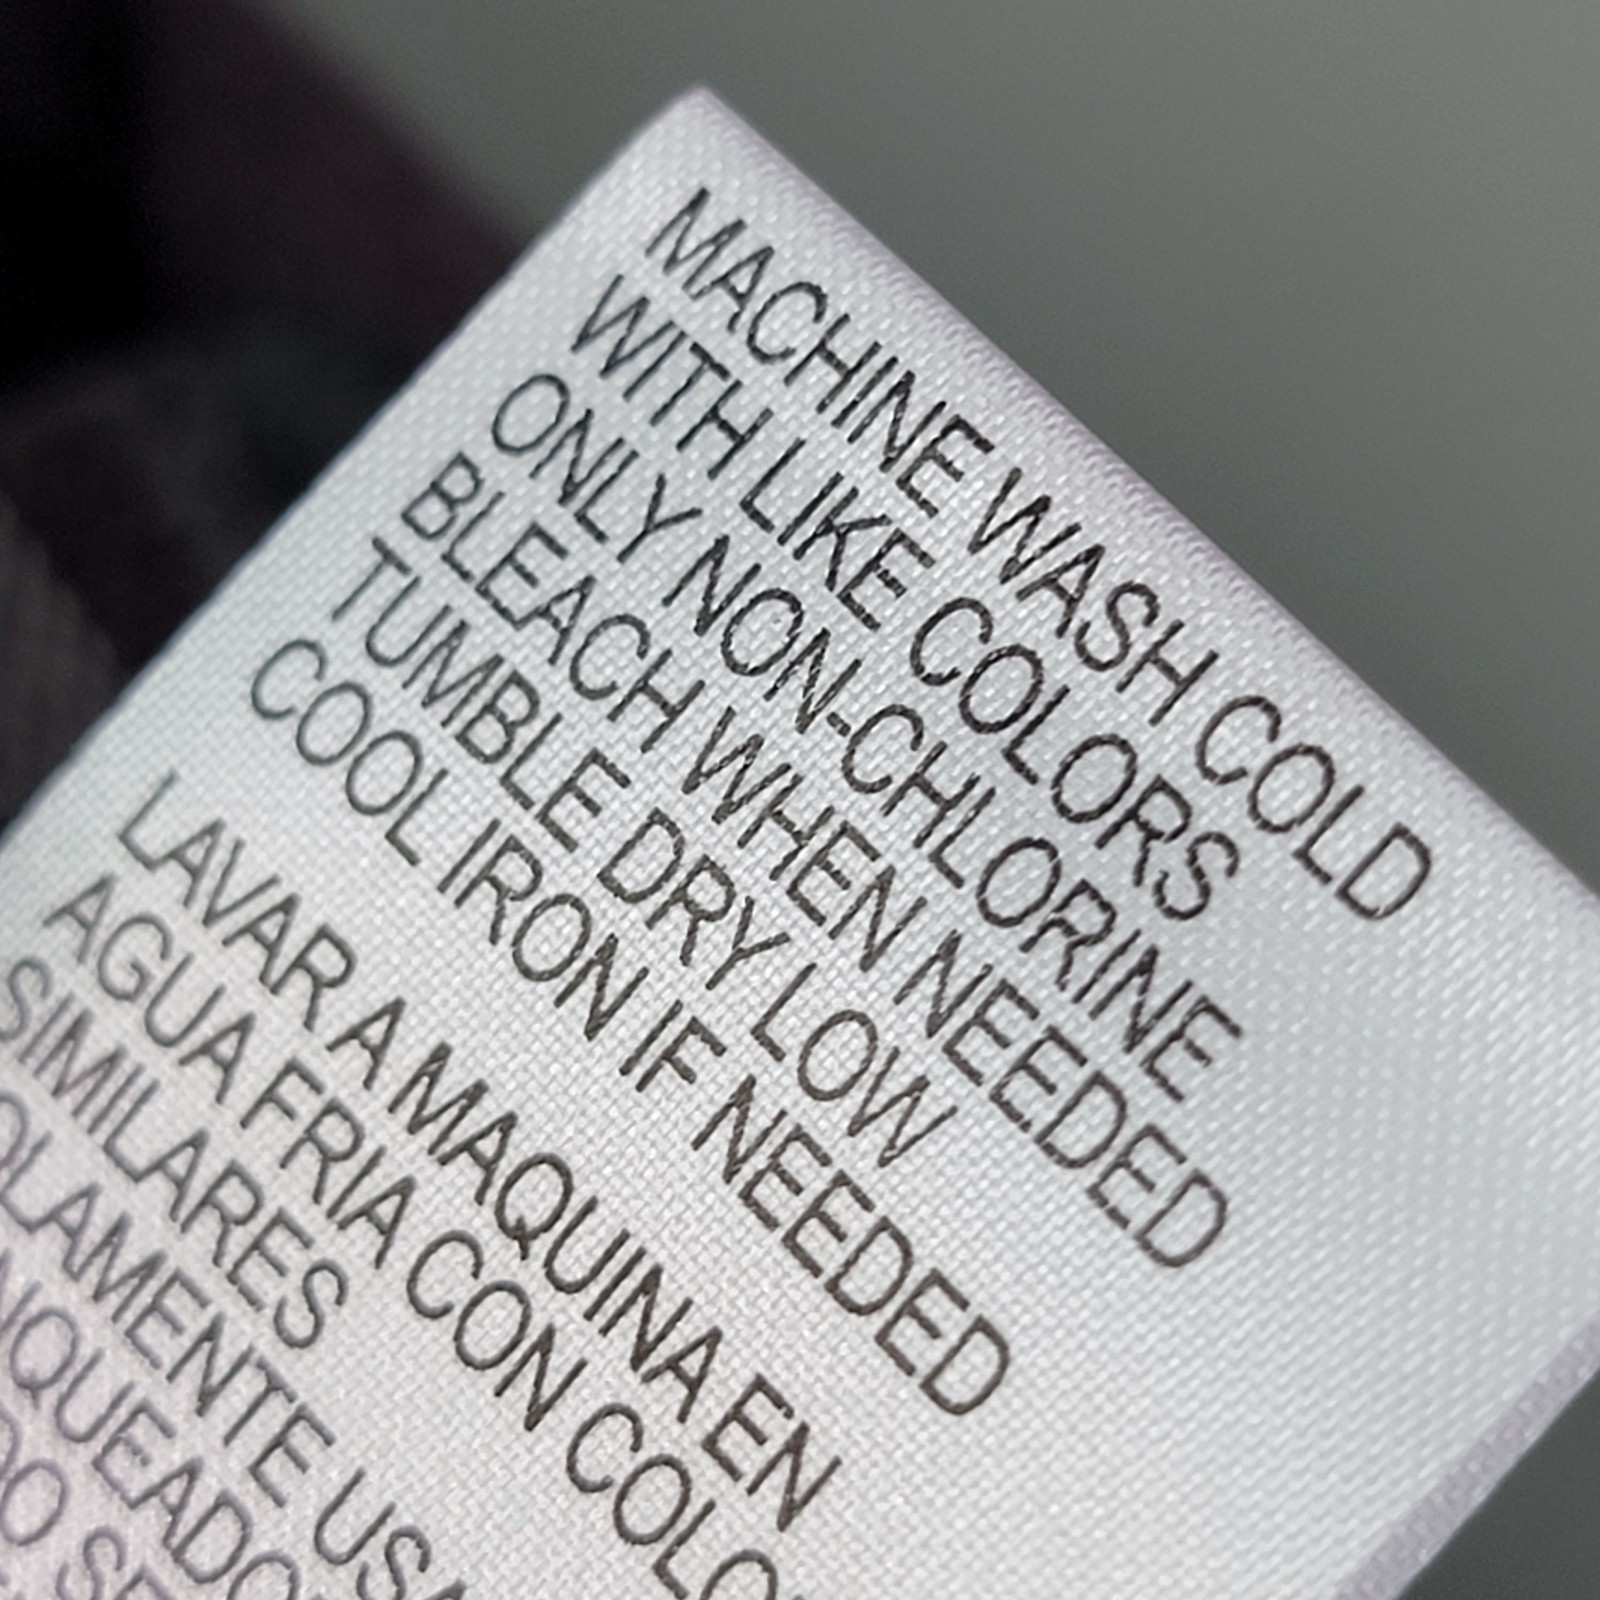 MACHINE WASH COLD
WITH LIKE COLORS
ONLY NON-CHLORINE
BLEACH WHEN NEEDED
TUMBLE DRY LOW
COOL IRON IF NEEDED
LAVAR A MAQUINA EN
AGUA FRIA CON
SIMILARES